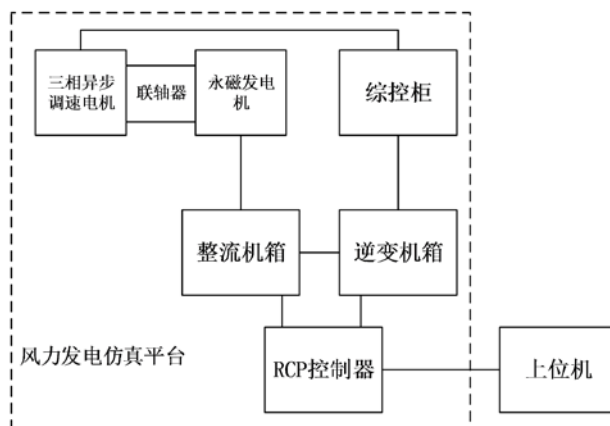 三相异步
调速电机
联轴器
永磁发电
机
综控柜
整流机箱
逆变机箱
风力发电仿真平台
RCP控制器
上位机